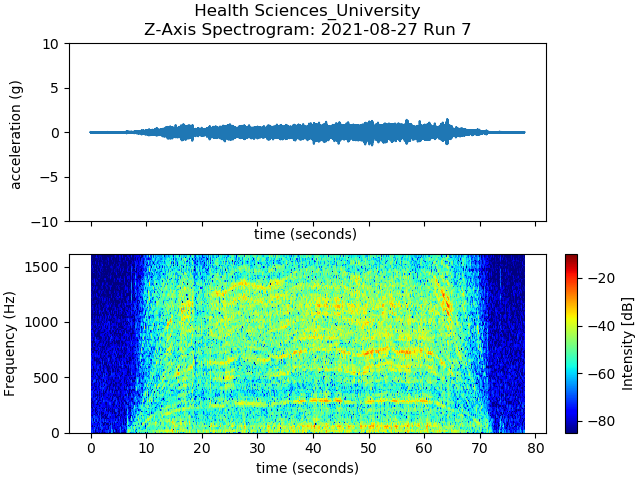 Health Sciences_University
Z-Axis Spectrogram: 2021-08-27 Run 7
10
5
0
−5
−10
acceleration (g)
time (seconds)
1500
1000
500
0
Frequency (Hz)
0 10 20 30 40 50 60 70 80
time (seconds)
−20
−40
−60
−80
Intensity [dB]